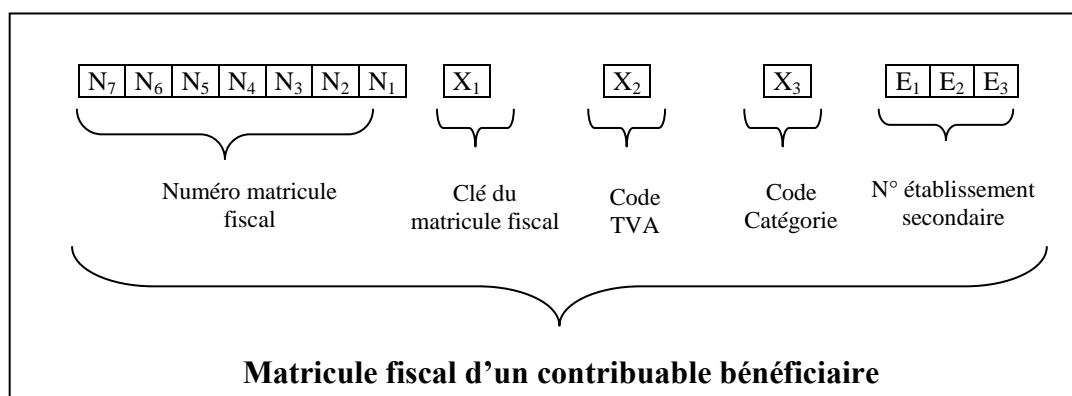 N₇ N₆ N₅ N₄ N₃ N₂ N₁ X₁ X₂ X₃ E₁ E₂ E₃
Numéro matricule
fiscal
Clé du
matricule fiscal
Code
TVA
Code
Catégorie
N° établissement
secondaire
Matricule fiscal d’un contribuable bénéficiaire